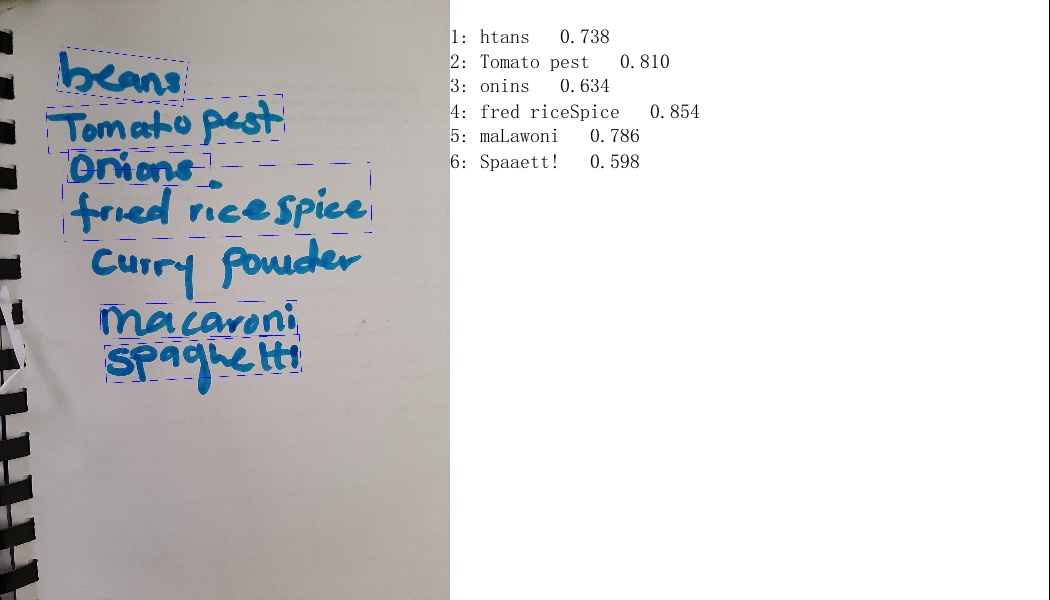 beans
Tomato pest
Onions
fried rice spice
curry powder
macaroni
spaghetti
1: htans 0.738
2: Tomato pest 0.810
3: onins 0.634
4: fred riceSpice 0.854
5: maLawoni 0.786
6: Spaaett! 0.598